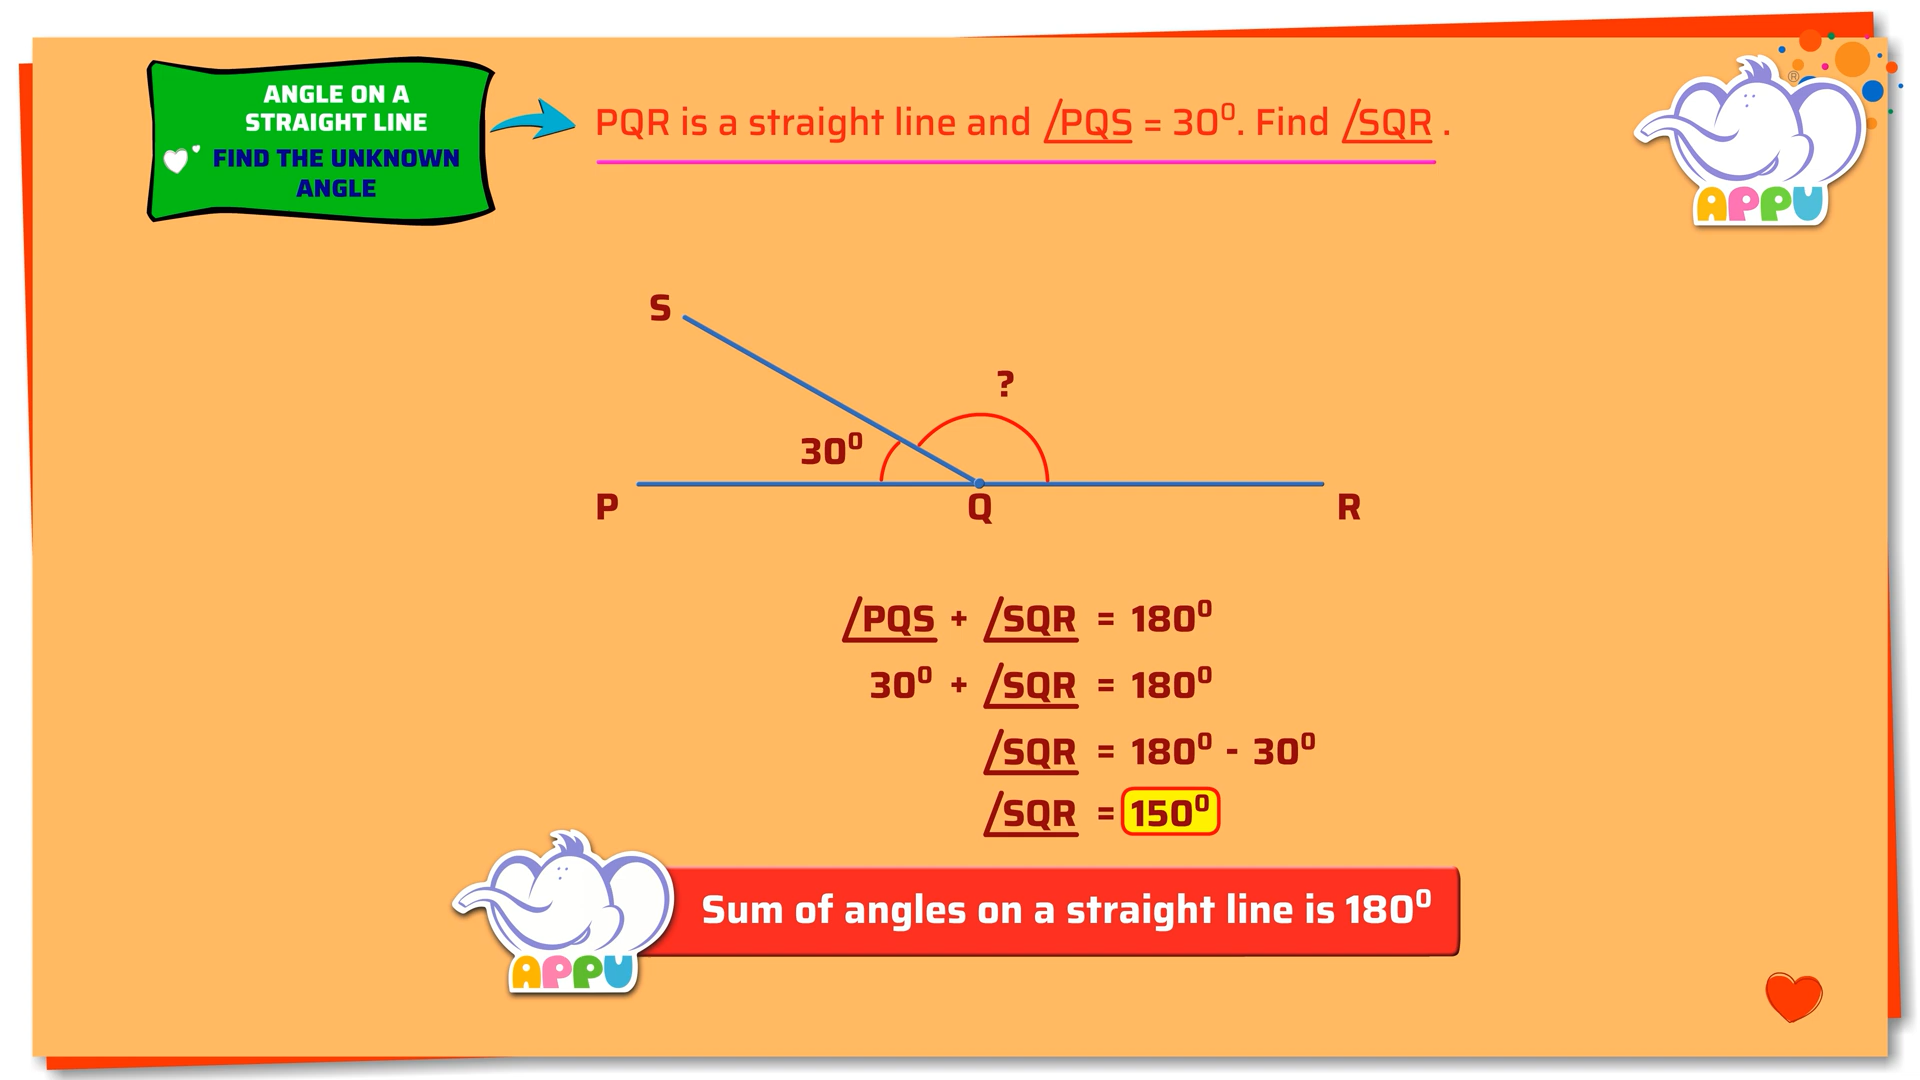 ANGLE ON A
STRAIGHT LINE
FIND THE UNKNOWN
ANGLE
PQR is a straight line and ∠PQS = 30⁰. Find ∠SQR .
®
APPU
S
?
30⁰
P
Q
R
∠PQS + ∠SQR = 180⁰
30⁰ + ∠SQR = 180⁰
∠SQR = 180⁰ - 30⁰
∠SQR = 150⁰
Sum of angles on a straight line is 180⁰
APPU